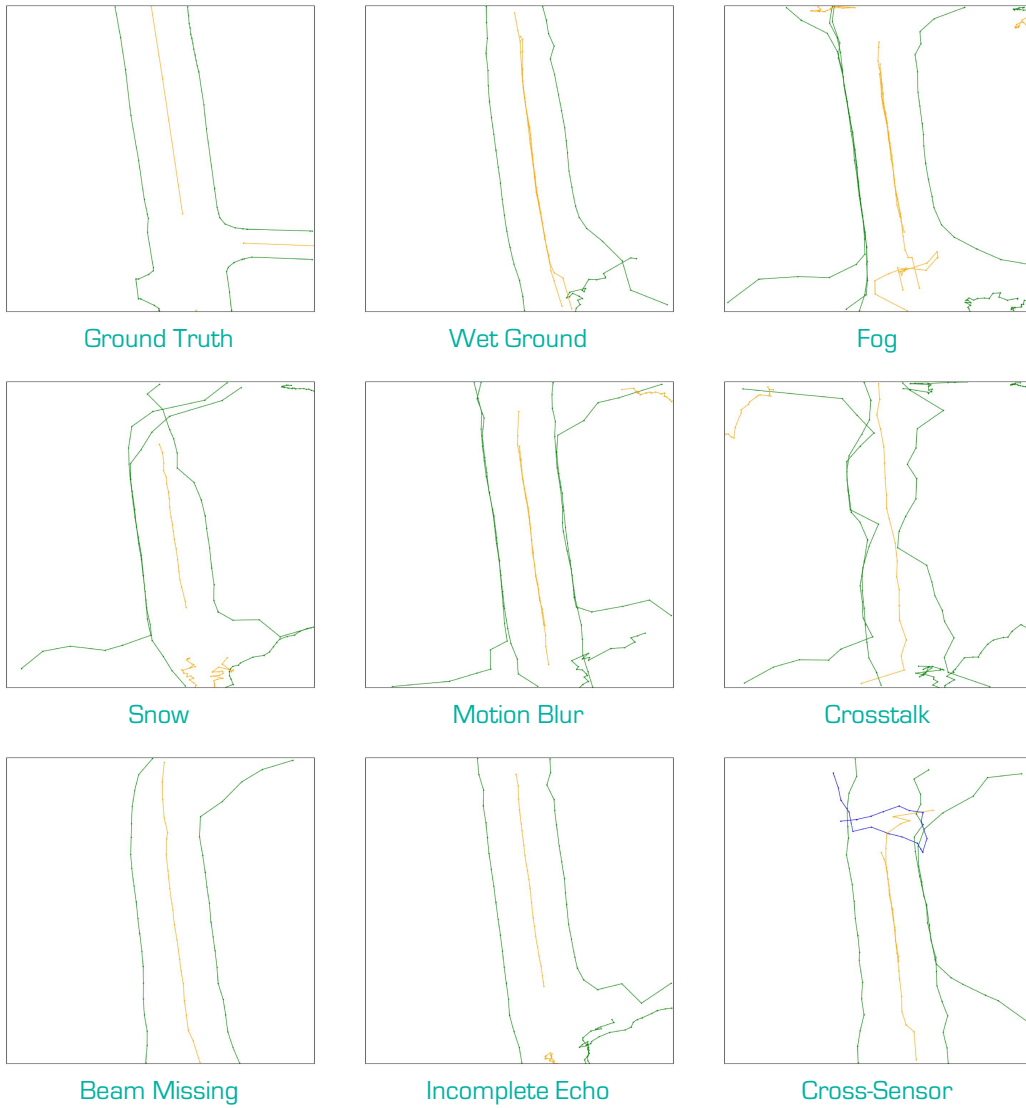 Ground Truth
Wet Ground
Fog
Snow
Motion Blur
Crosstalk
Beam Missing
Incomplete Echo
Cross-Sensor